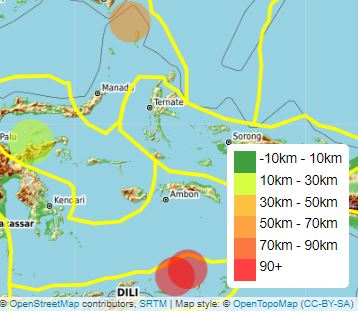 Manado
Ternate
Sorong
Palu
Kendari
Ambon
assar
DILI
-10km - 10km
10km - 30km
30km - 50km
50km - 70km
70km - 90km
90+
© OpenStreetMap contributors, SRTM | Map style: © OpenTopoMap (CC-BY-SA)